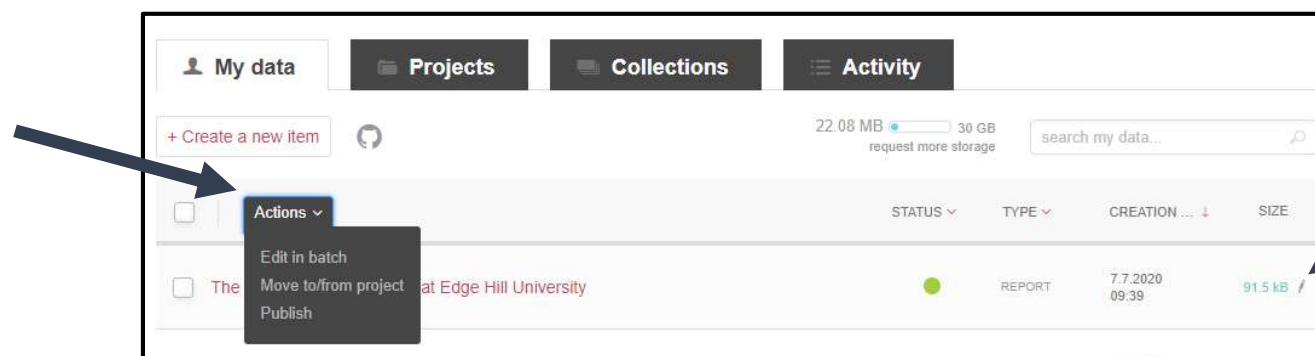 My data Projects Collections Activity
+ Create a new item 22.08 MB 30 GB search my data...
request more storage
Actions STATUS TYPE CREATION ... SIZE
Edit in batch
The Move to/from project at Edge Hill University REPORT 7.7.2020 91.5 kB
09:39
Publish